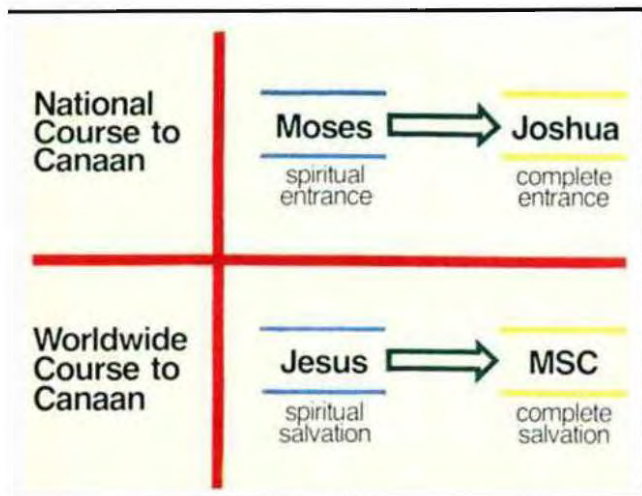 National
Course to
Canaan
Moses
spiritual
entrance
Joshua
complete
entrance
Worldwide
Course to
Canaan
Jesus
spiritual
salvation
MSC
complete
salvation